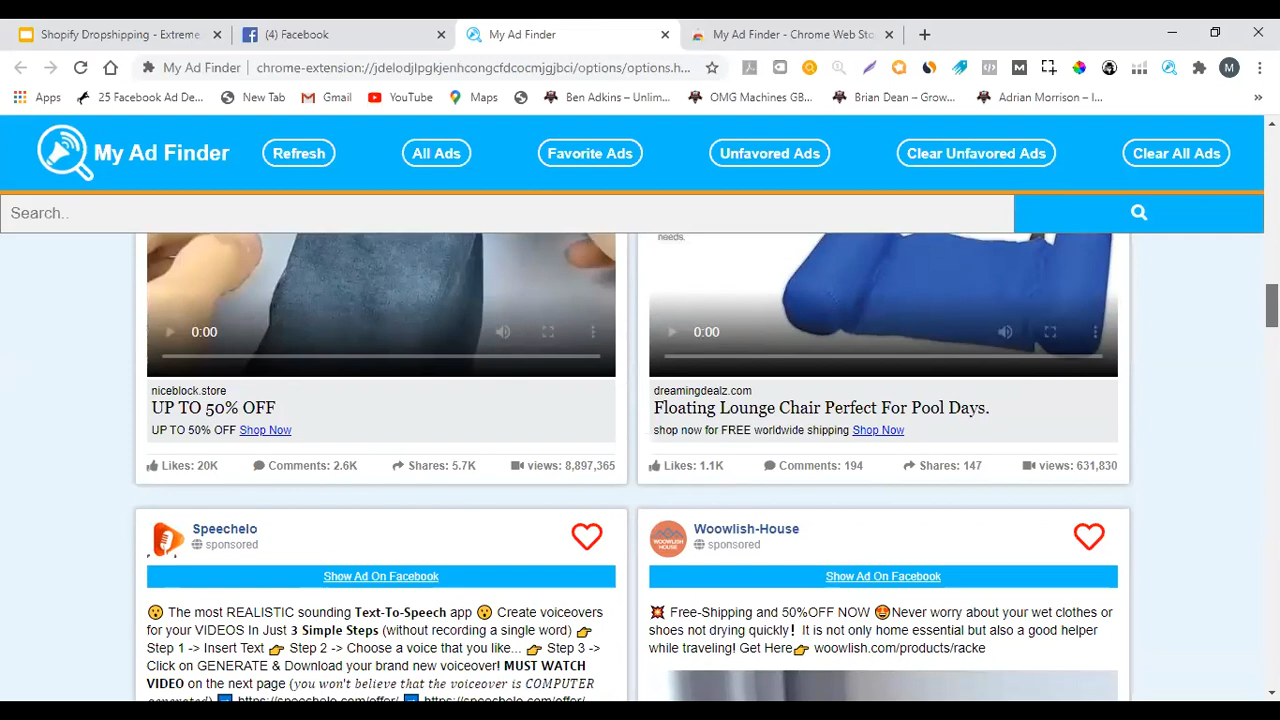 Shopify Dropshipping - Extreme
(4) Facebook
My Ad Finder
My Ad Finder - Chrome Web Sto
My Ad Finder
chrome-extension://jdelodjlpgkjenhcongcfdcocmjgjbci/options/options.h...
M
Apps
25 Facebook Ad De...
New Tab
Gmail
YouTube
Maps
Ben Adkins – Unlim...
OMG Machines GB...
Brian Dean – Grow...
Adrian Morrison – I...
»
My Ad Finder
Refresh
All Ads
Favorite Ads
Unfavored Ads
Clear Unfavored Ads
Clear All Ads
Search..
needs.
0:00
0:00
niceblock.store
UP TO 50% OFF
UP TO 50% OFF Shop Now
Likes: 20K Comments: 2.6K Shares: 5.7K views: 8,897,365
dreamingdealz.com
Floating Lounge Chair Perfect For Pool Days.
shop now for FREE worldwide shipping Shop Now
Likes: 1.1K Comments: 194 Shares: 147 views: 631,830
Speechelo
sponsored
Show Ad On Facebook
😮 The most REALISTIC sounding Text-To-Speech app 😮 Create voiceovers
for your VIDEOS In Just 3 Simple Steps (without recording a single word) 👉
Step 1 -> Insert Text 👉 Step 2 -> Choose a voice that you like... 👉 Step 3 ->
Click on GENERATE & Download your brand new voiceover! MUST WATCH
VIDEO on the next page (you won't believe that the voiceover is COMPUTER
generated) ➡ https://speechelo.com/offer/ ➡ https://speechelo.com/offer/
Woowlish-House
WOOWLISH
HOUSE
sponsored
Show Ad On Facebook
💥 Free-Shipping and 50%OFF NOW 🤩Never worry about your wet clothes or
shoes not drying quickly！It is not only home essential but also a good helper
while traveling! Get Here👉 woowlish.com/products/racke